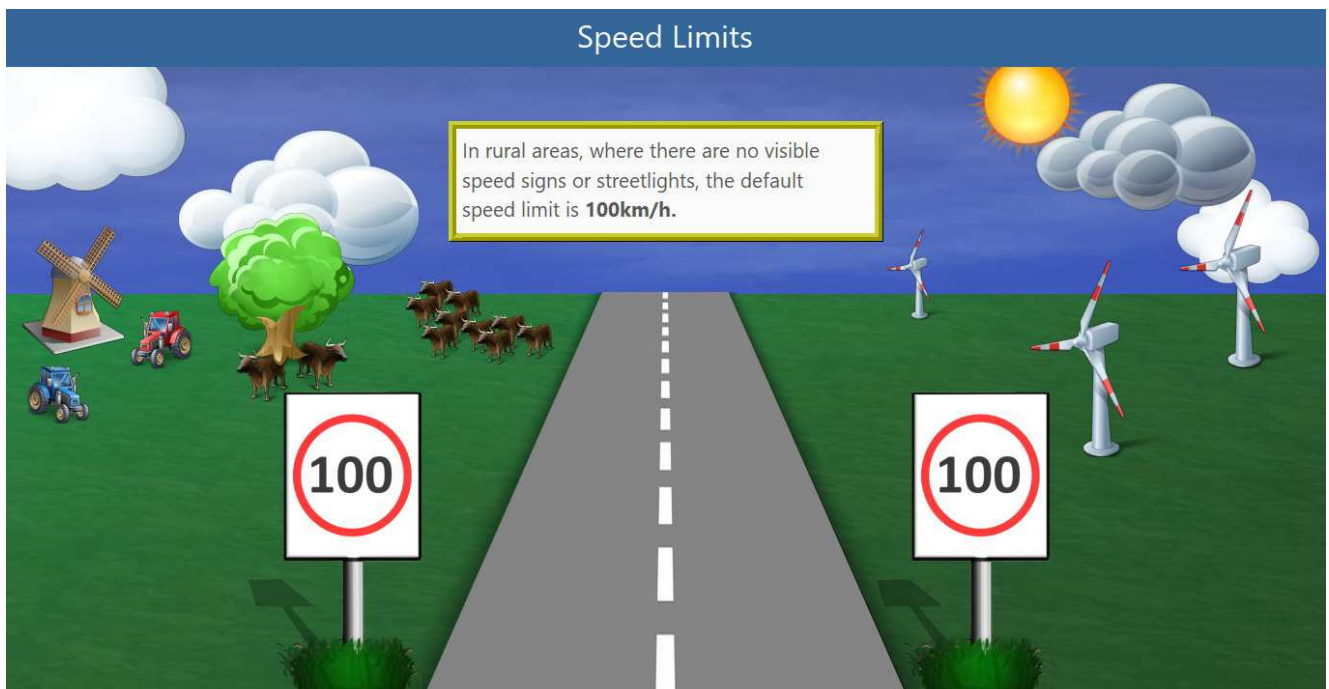 Speed Limits
In rural areas, where there are no visible
speed signs or streetlights, the default
speed limit is 100km/h.
100
100